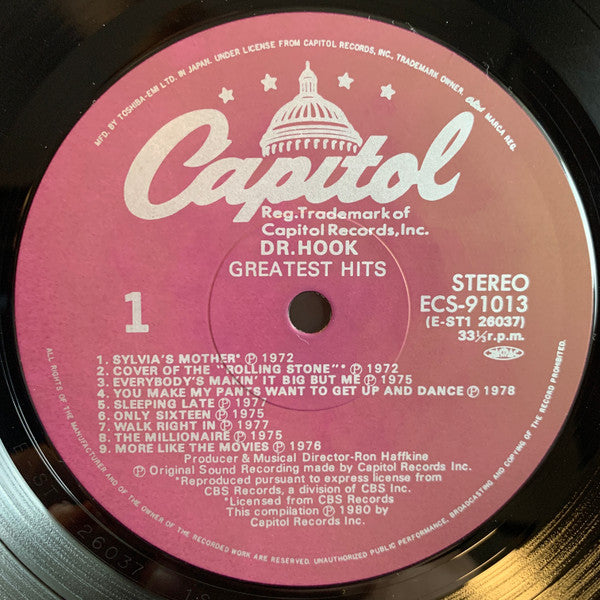 MFD. BY TOSHIBA-EMI LTD. IN JAPAN. UNDER LICENSE FROM CAPITOL RECORDS, INC., TRADEMARK OWNER. Capitol MARCA REG.
Capitol
Reg.Trademark of
Capitol Records,Inc.
DR.HOOK
GREATEST HITS
1
STEREO
ECS-91013
(E-ST1 26037)
33⅓r.p.m.
1. SYLVIA'S MOTHER* Ⓟ 1972
2. COVER OF THE "ROLLING STONE"* Ⓟ 1972
3. EVERYBODY'S MAKIN' IT BIG BUT ME Ⓟ 1975
4. YOU MAKE MY PANTS WANT TO GET UP AND DANCE Ⓟ 1978
5. SLEEPING LATE Ⓟ 1977
6. ONLY SIXTEEN Ⓟ 1975
7. WALK RIGHT IN Ⓟ 1977
8. THE MILLIONAIRE Ⓟ 1975
9. MORE LIKE THE MOVIES Ⓟ 1976
Producer & Musical Director-Ron Haffkine
Ⓟ Original Sound Recording made by Capitol Records Inc.
*Reproduced pursuant to express license from
CBS Records, a division of CBS Inc.
*Licensed from CBS Records
This compilation Ⓟ 1980 by
Capitol Records Inc.
ALL RIGHTS OF THE MANUFACTURER AND OF THE OWNER OF THE RECORDED WORK ARE RESERVED. UNAUTHORIZED PUBLIC PERFORMANCE, BROADCASTING AND COPYING OF THE RECORD PROHIBITED.
26037